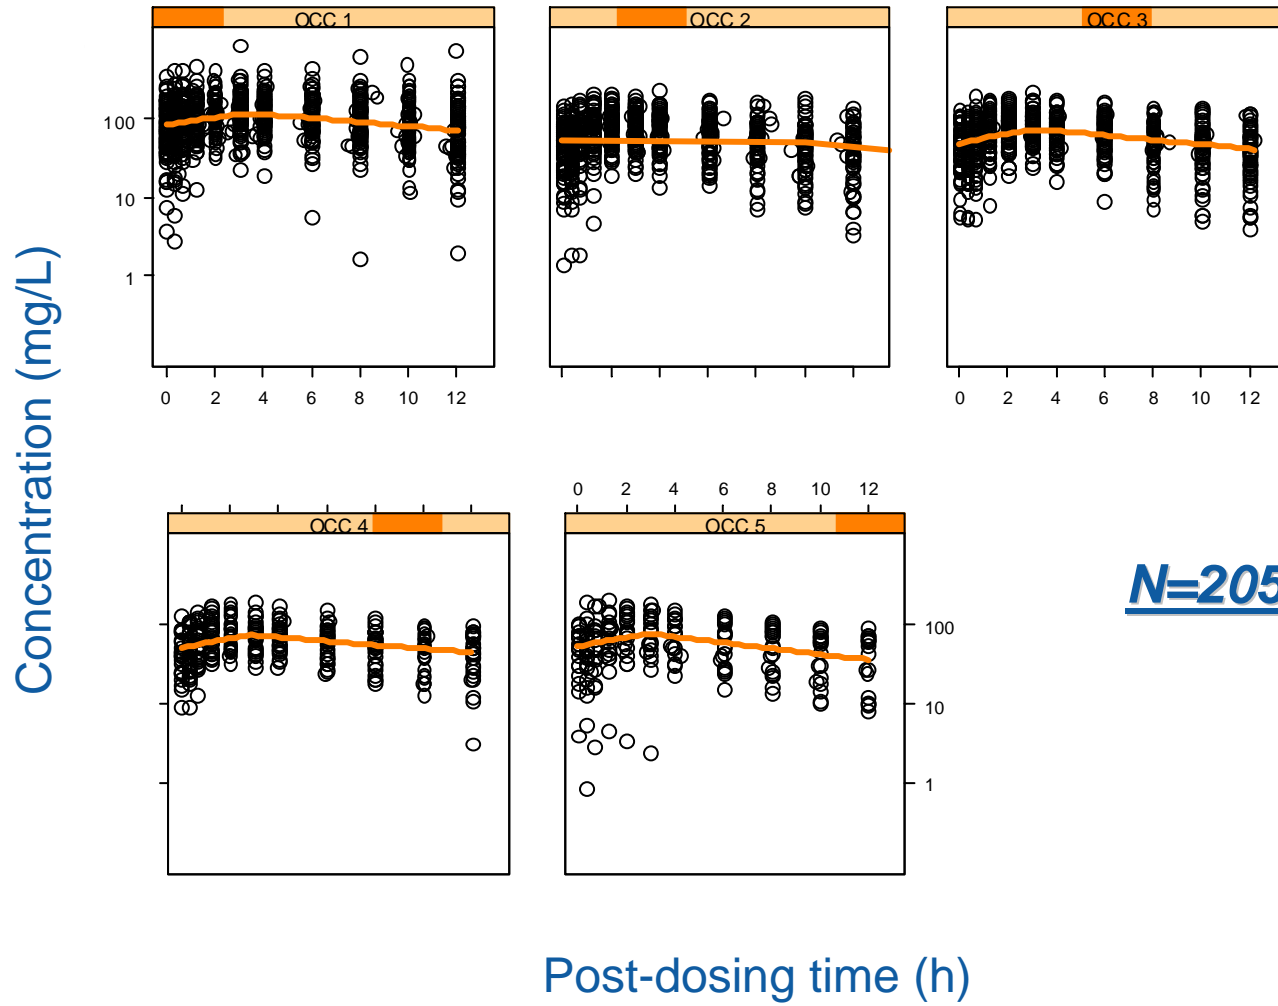 OCC 1
OCC 2
OCC 3
100
10
1
0 2 4 6 8 10 12
0 2 4 6 8 10 12
0 2 4 6 8 10 12
OCC 4
OCC 5
100
10
1
N=205
Concentration (mg/L)
Post-dosing time (h)